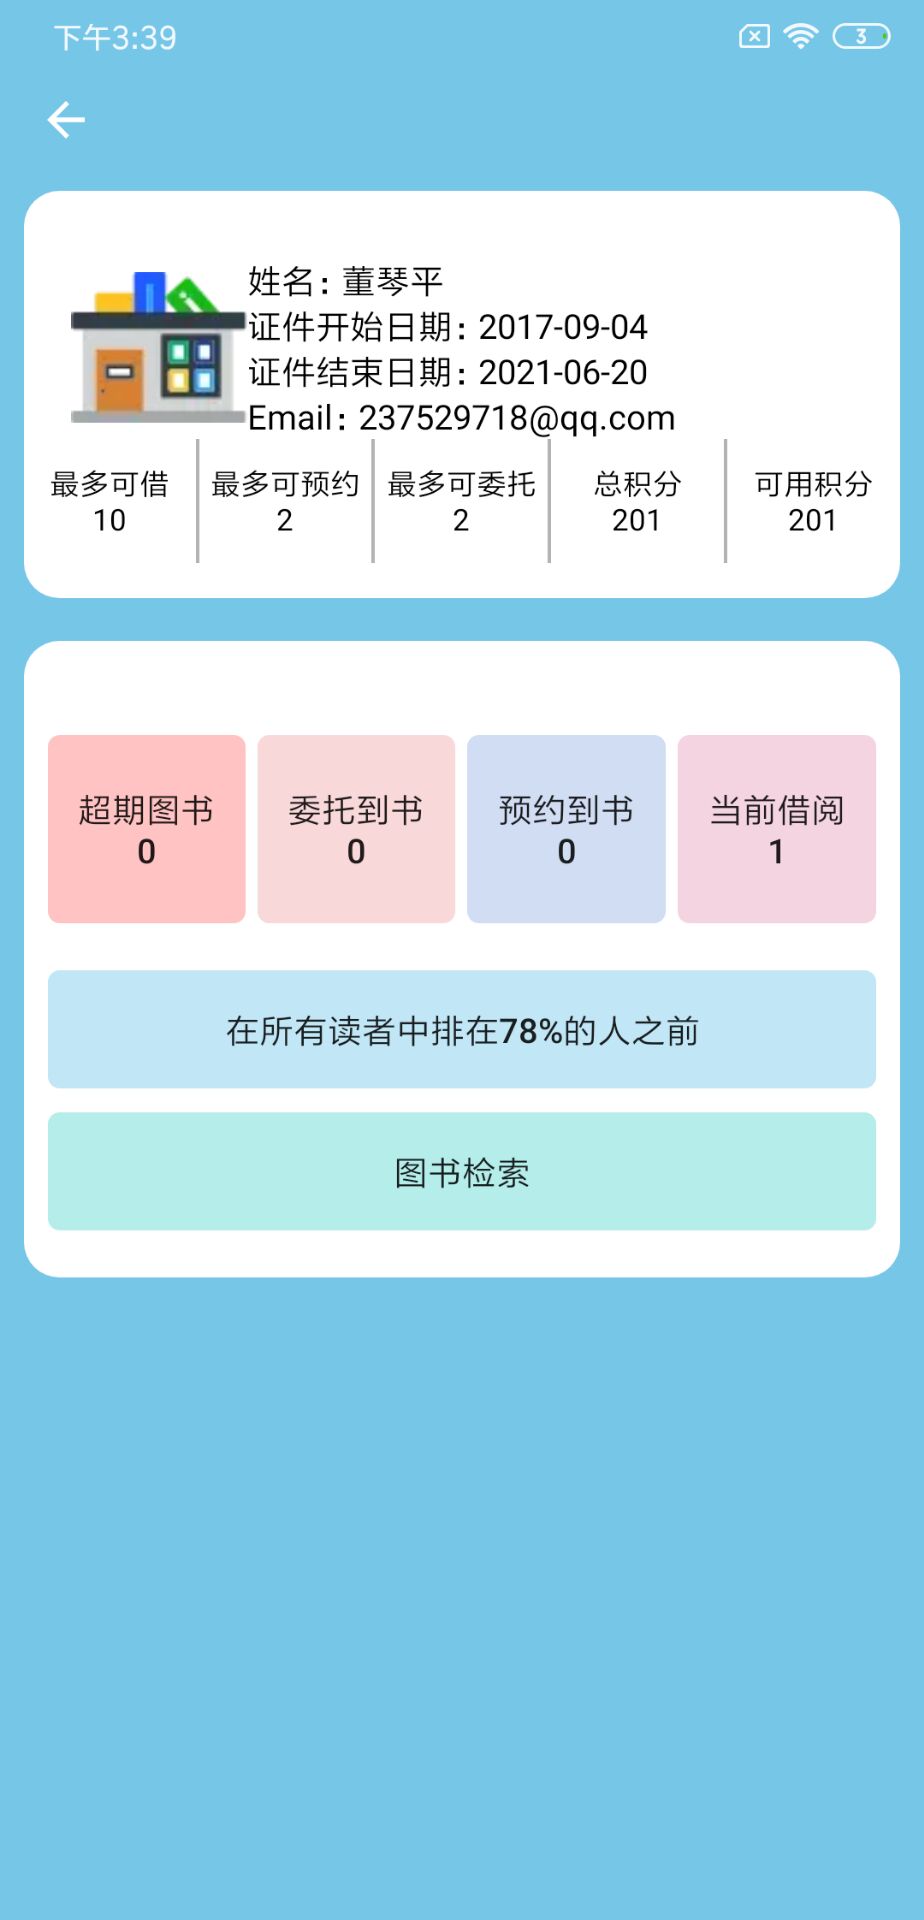 下午3:39
3
姓名: 董琴平
证件开始日期: 2017-09-04
证件结束日期: 2021-06-20
Email: 237529718@qq.com
最多可借 最多可预约 最多可委托 总积分 可用积分
10 2 2 201 201
超期图书 委托到书 预约到书 当前借阅
0 0 0 1
在所有读者中排在78%的人之前
图书检索